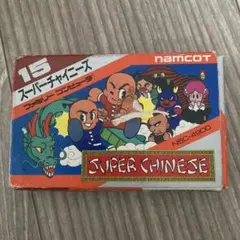 15
namcot
スーパーチャイニーズ
ファミリー コンピュータ
NSC-4900
SUPER CHINESE